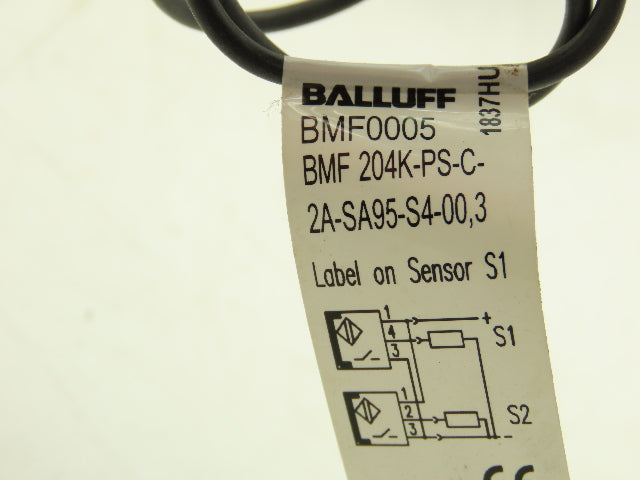 BALLUFF
1837HU
BMF0005
BMF 204K-PS-C-
2A-SA95-S4-00,3
Label on Sensor S1
1
4
3
+
S1
1
2
3
-
S2
CE